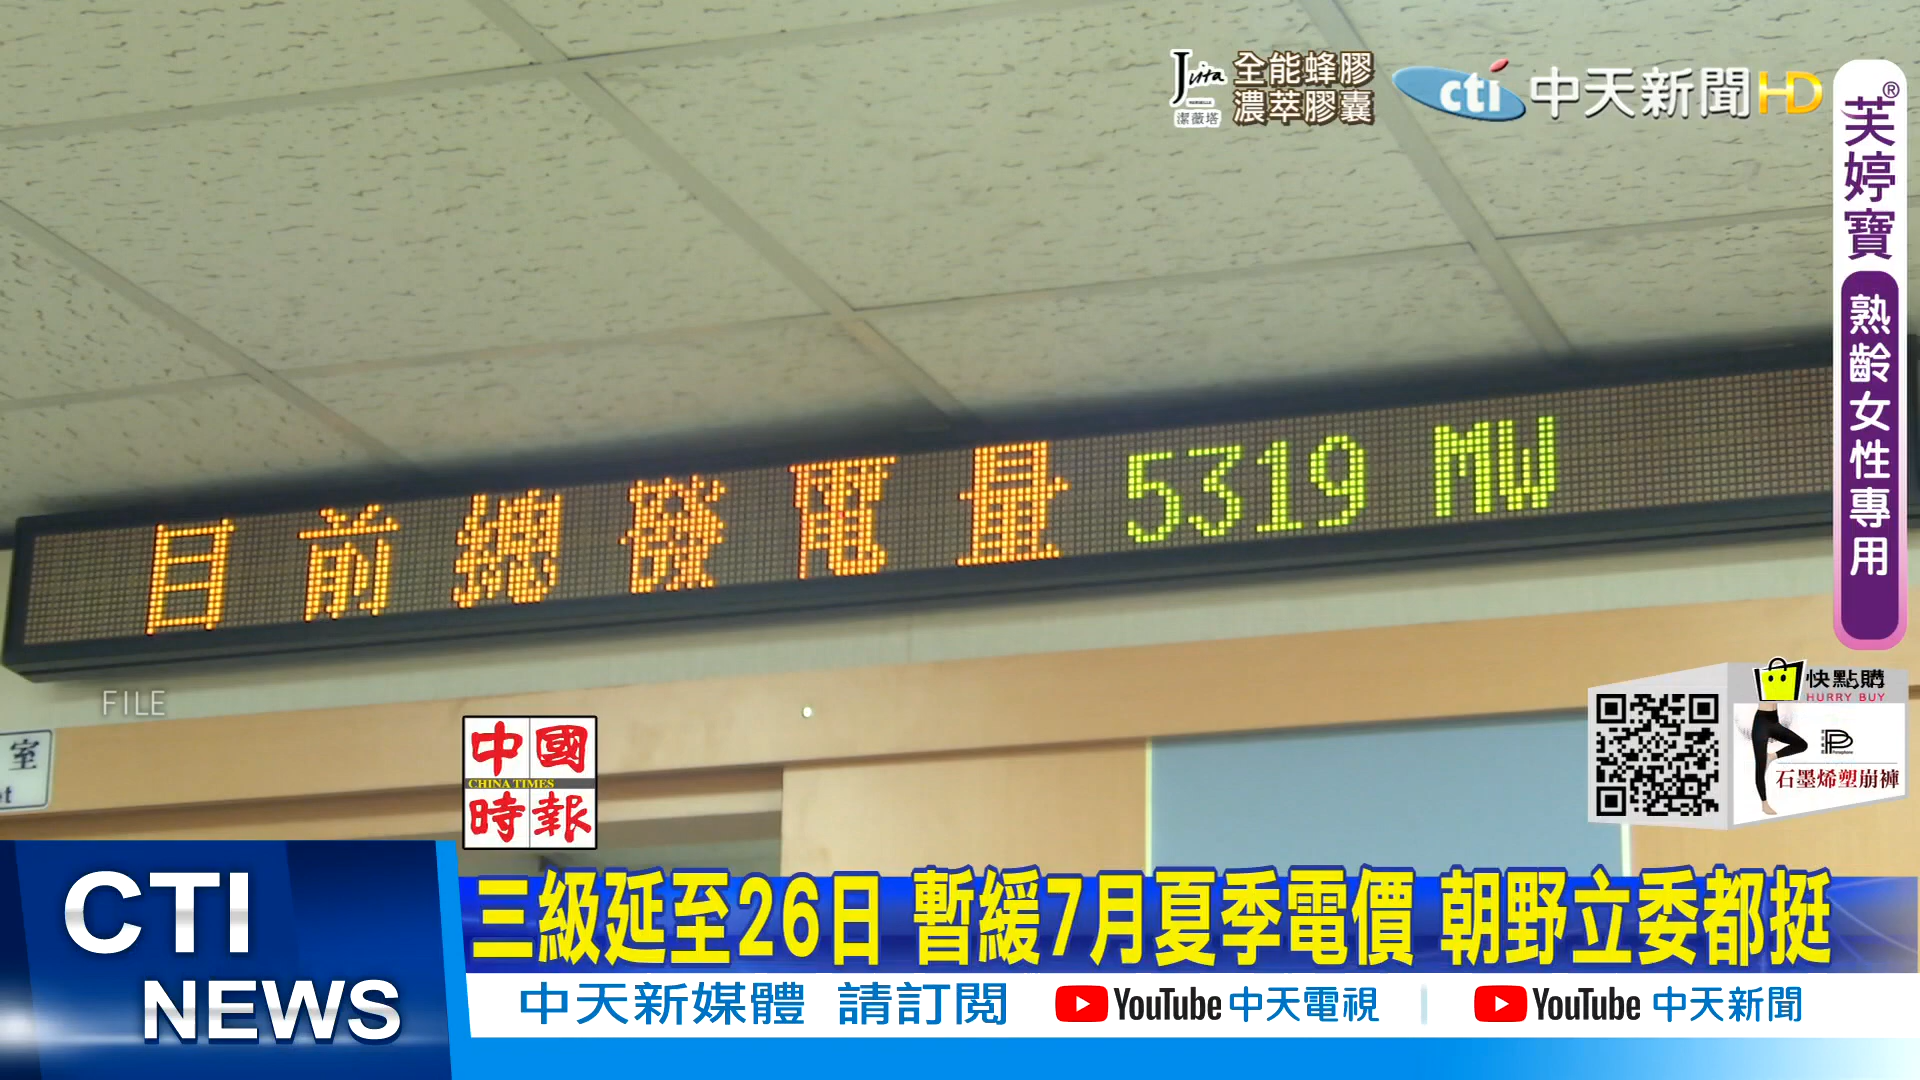 Jvita
MARSEILLE
潔薇塔
全能蜂膠
濃萃膠囊
cti 中天新聞HD
芙婷寶®
熟齡女性專用
目前總發電量 5319 MW
FILE
室
快點購
HURRY BUY
石墨烯塑崩褲
中國
CHINA TIMES
時報
CTI
NEWS
三級延至26日 暫緩7月夏季電價 朝野立委都挺
中天新媒體 請訂閱 YouTube 中天電視 YouTube 中天新聞